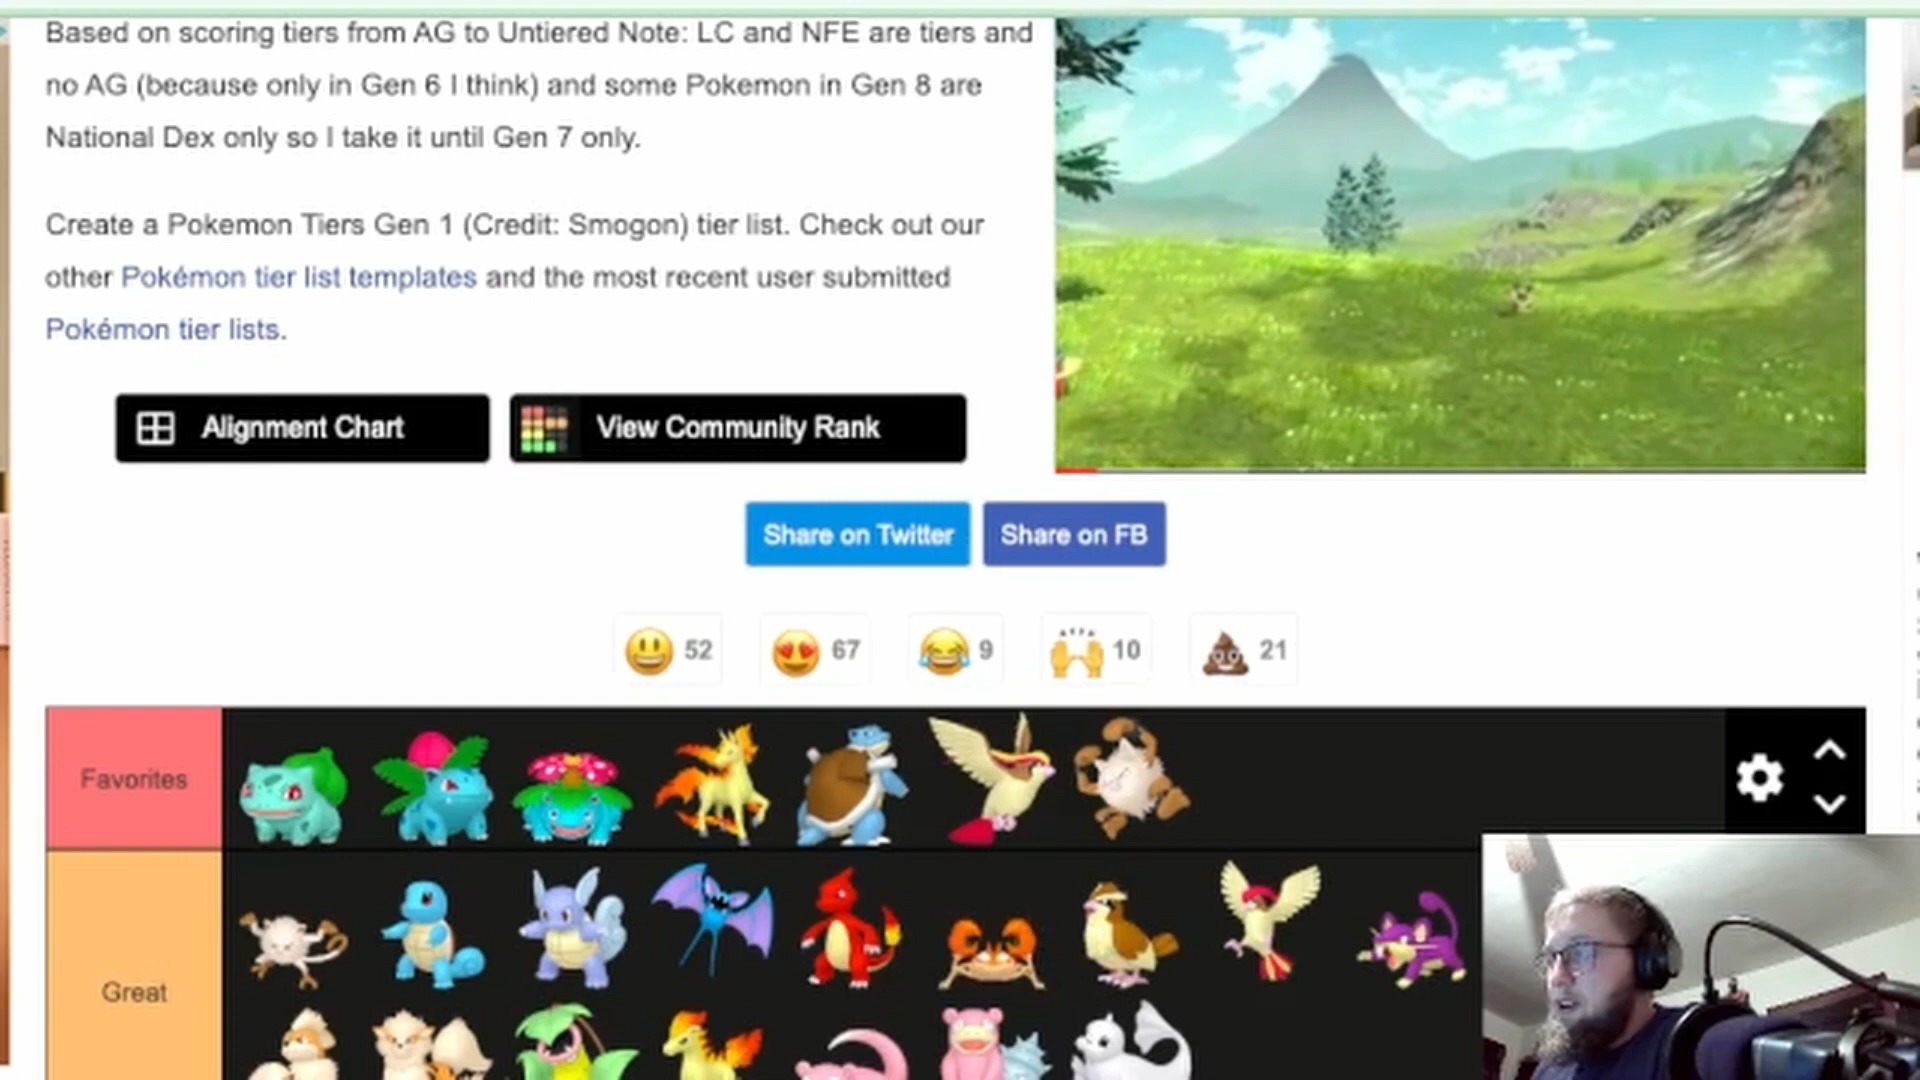 Based on scoring tiers from AG to Untiered Note: LC and NFE are tiers and
no AG (because only in Gen 6 I think) and some Pokemon in Gen 8 are
National Dex only so I take it until Gen 7 only.
Create a Pokemon Tiers Gen 1 (Credit: Smogon) tier list. Check out our
other Pokémon tier list templates and the most recent user submitted
Pokémon tier lists.
Alignment Chart
View Community Rank
Share on Twitter
Share on FB
52
67
9
10
21
Favorites
Great